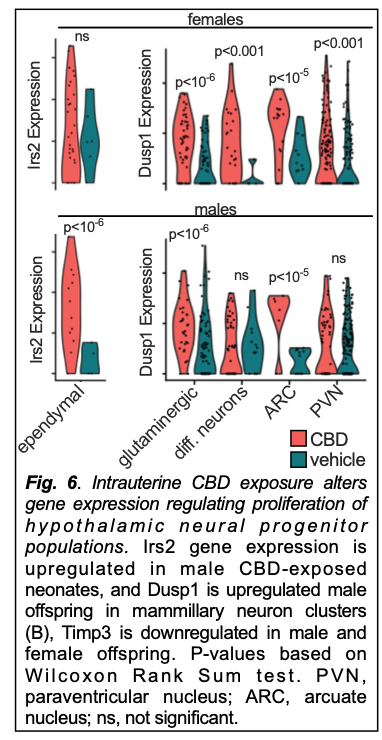 females
ns
p<0.001
p<0.001
p<10-6
p<10-5
Irs2 Expression
Dusp1 Expression
males
p<10-6
p<10-6
ns
p<10-5
ns
Irs2 Expression
Dusp1 Expression
ependymal
glutaminergic
diff. neurons
ARC
PVN
CBD
vehicle
Fig. 6. Intrauterine CBD exposure alters
gene expression regulating proliferation of
hypothalamic neural progenitor
populations. Irs2 gene expression is
upregulated in male CBD-exposed
neonates, and Dusp1 is upregulated male
offspring in mammillary neuron clusters
(B), Timp3 is downregulated in male and
female offspring. P-values based on
Wilcoxon Rank Sum test. PVN,
paraventricular nucleus; ARC, arcuate
nucleus; ns, not significant.